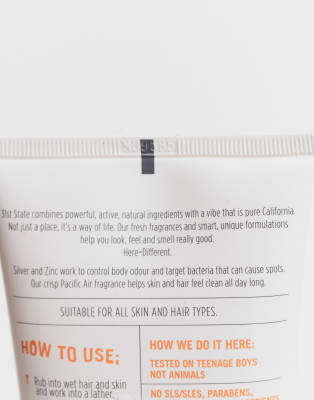 31st State combines powerful, active, natural ingredients with a vibe that is pure California.
Not just a place, it's a way of life. Our fresh fragrances and smart, unique formulations
help you look, feel and smell really good.
Here=Different.
Silver and Zinc work to control body odour and target bacteria that can cause spots.
Our crisp Pacific Air fragrance helps skin and hair feel clean all day long.
SUITABLE FOR ALL SKIN AND HAIR TYPES.
HOW TO USE:
1 Rub into wet hair and skin
and work into a lather.
HOW WE DO IT HERE:
TESTED ON TEENAGE BOYS
NOT ANIMALS
NO SLS/SLES, PARABENS,